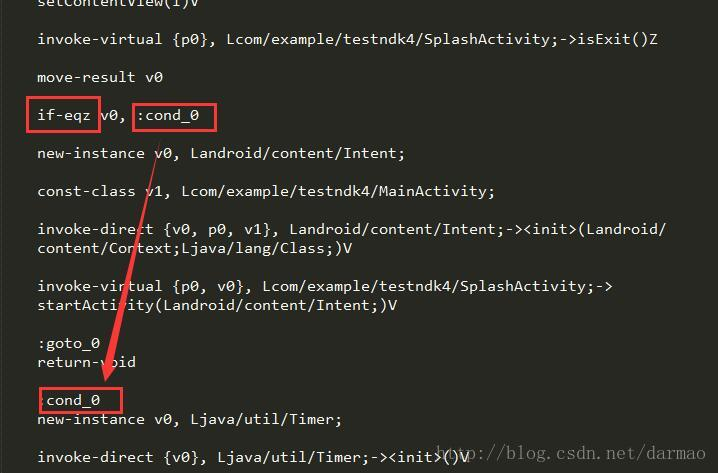 setContentView(I)V
invoke-virtual {p0}, Lcom/example/testndk4/SplashActivity;->isExit()Z
move-result v0
if-eqz v0, :cond_0
new-instance v0, Landroid/content/Intent;
const-class v1, Lcom/example/testndk4/MainActivity;
invoke-direct {v0, p0, v1}, Landroid/content/Intent;-><init>(Landroid/
content/Context;Ljava/lang/Class;)V
invoke-virtual {p0, v0}, Lcom/example/testndk4/SplashActivity;->
startActivity(Landroid/content/Intent;)V
:goto_0
return-void
:cond_0
new-instance v0, Ljava/util/Timer;
invoke-direct {v0}, Ljava/util/Timer;-><init>()V
http://blog.csdn.net/darmao